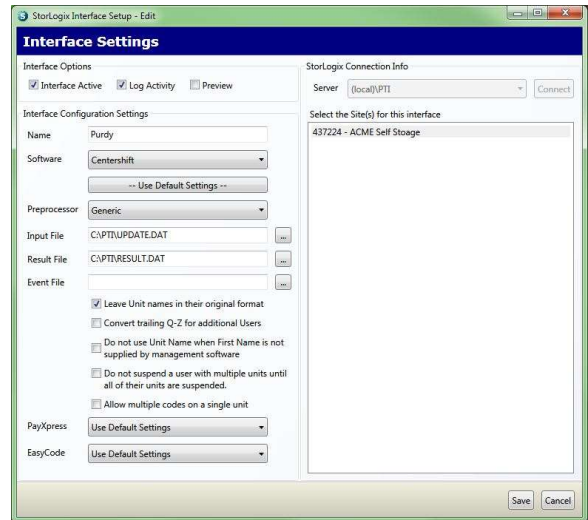 StorLogix Interface Setup - Edit
Interface Settings
Interface Options
Interface Active
Log Activity
Preview
Interface Configuration Settings
Name
Purdy
Software
Centershift
-- Use Default Settings --
Preprocessor
Generic
Input File
C:\PTI\UPDATE.DAT
...
Result File
C:\PTI\RESULT.DAT
...
Event File
...
Leave Unit names in their original format
Convert trailing Q-Z for additional Users
Do not use Unit Name when First Name is not
supplied by management software
Do not suspend a user with multiple units until
all of their units are suspended.
Allow multiple codes on a single unit
PayXpress
Use Default Settings
EasyCode
Use Default Settings
StorLogix Connection Info
Server
(local)\PTI
Connect
Select the Site(s) for this interface
437224 - ACME Self Stoage
Save
Cancel